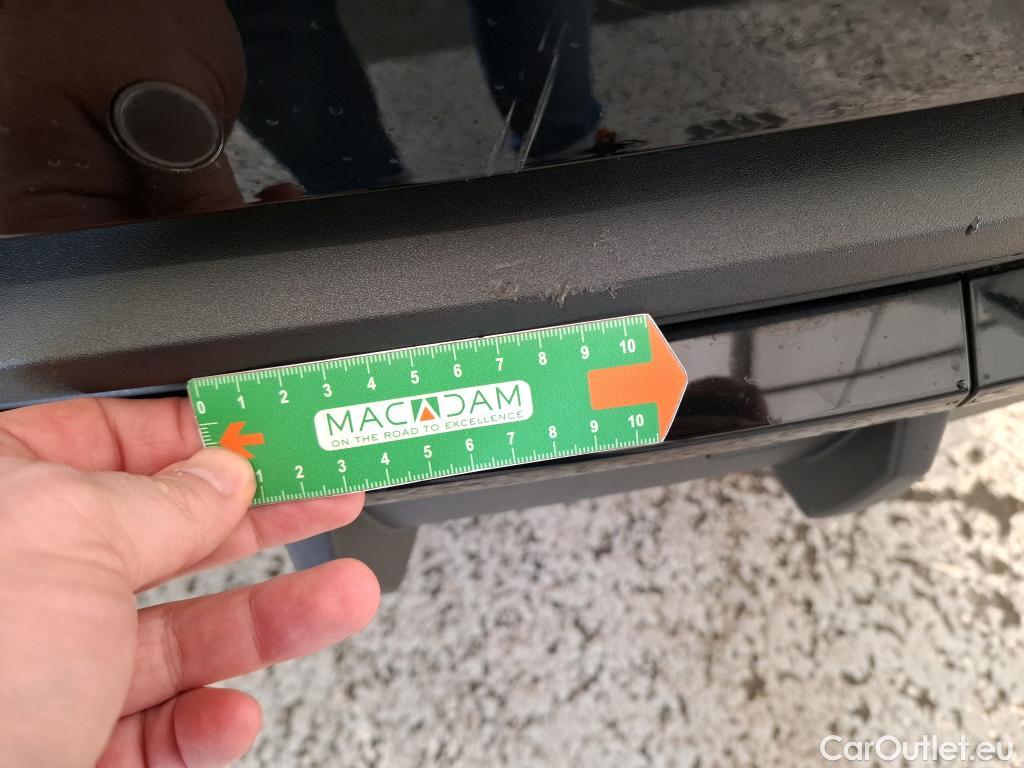 0 1 2 3 4 5 6 7 8 9 10
MACADAM
ON THE ROAD TO EXCELLENCE
1 2 3 4 5 6 7 8 9 10
CarOutlet.eu